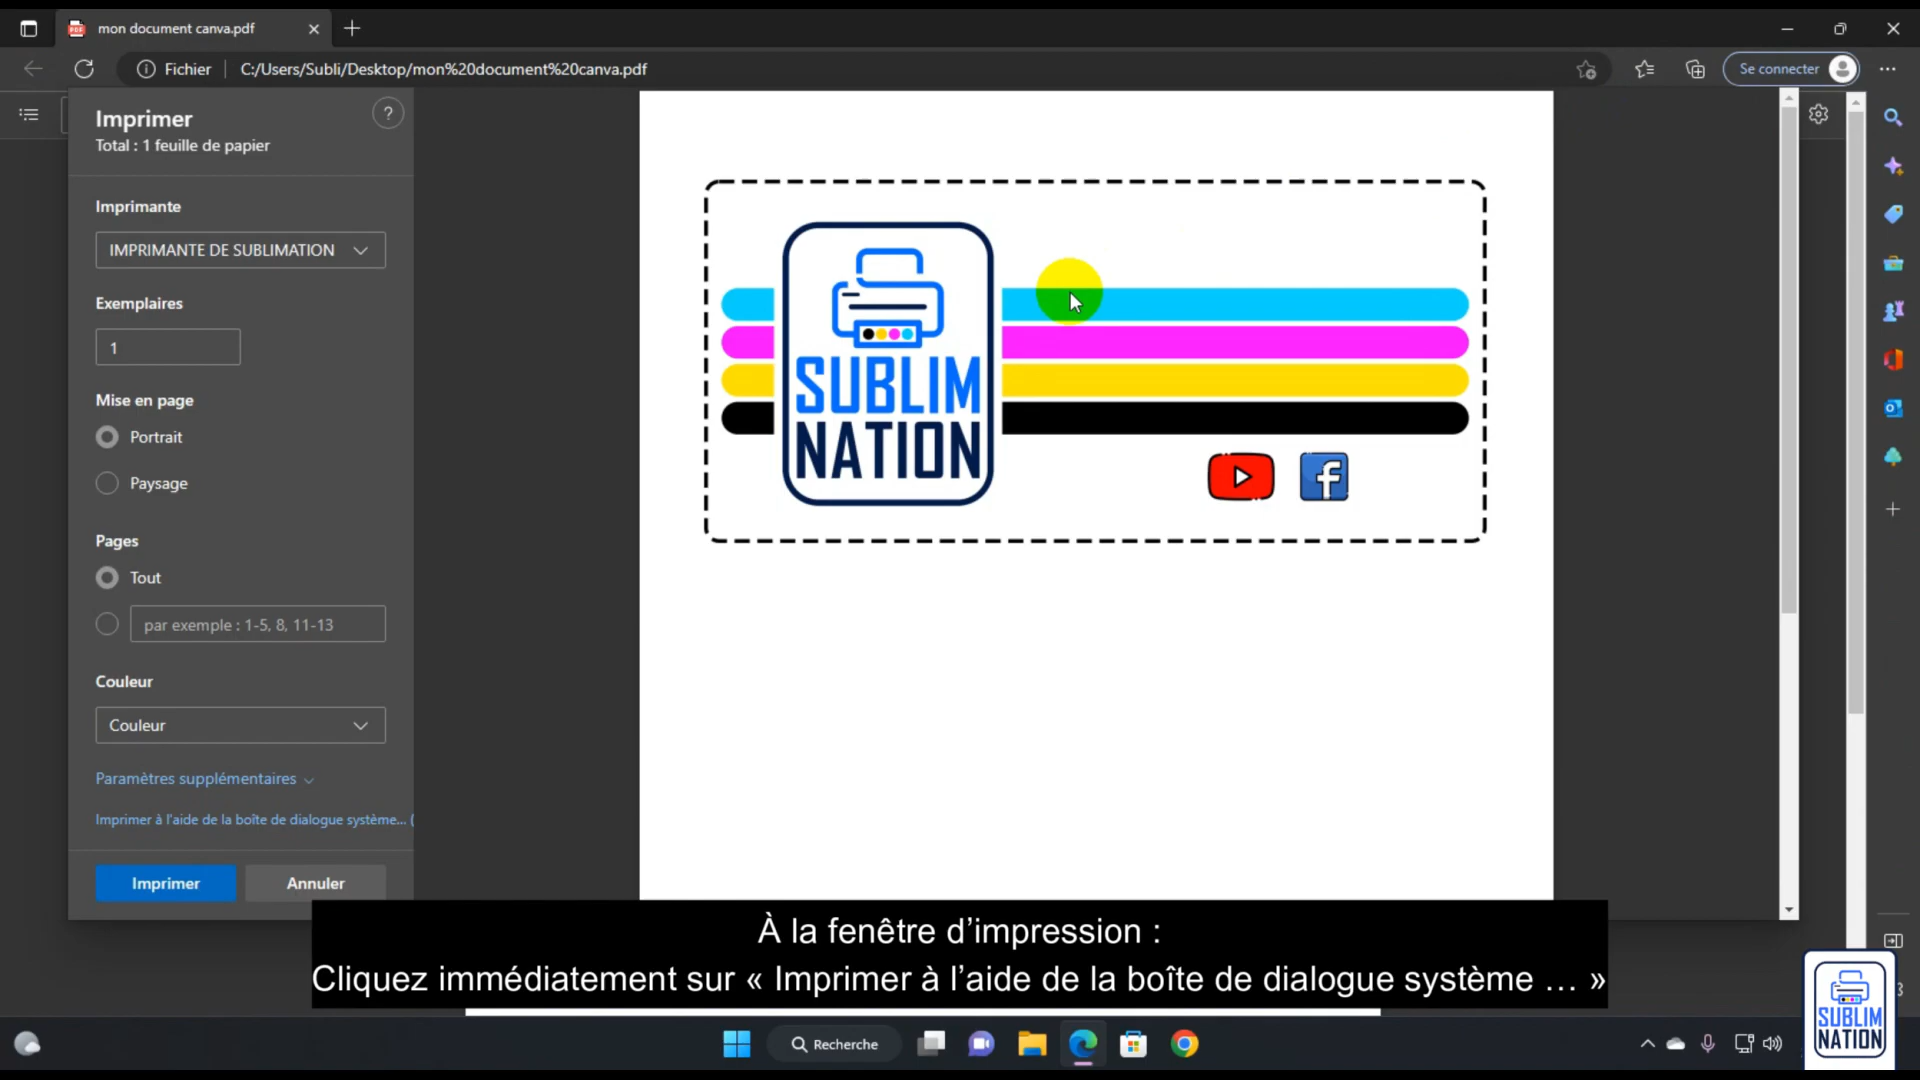 mon document canva.pdf
Fichier
C:/Users/Subli/Desktop/mon%20document%20canva.pdf
Se connecter
Imprimer
?
Total : 1 feuille de papier
Imprimante
IMPRIMANTE DE SUBLIMATION
Exemplaires
1
Mise en page
Portrait
Paysage
Pages
Tout
par exemple : 1-5, 8, 11-13
Couleur
Couleur
Paramètres supplémentaires
Imprimer à l'aide de la boîte de dialogue système... (
Imprimer
Annuler
SUBLIM
NATION
À la fenêtre d’impression :
Cliquez immédiatement sur « Imprimer à l’aide de la boîte de dialogue système … »
Recherche
SUBLIM
NATION